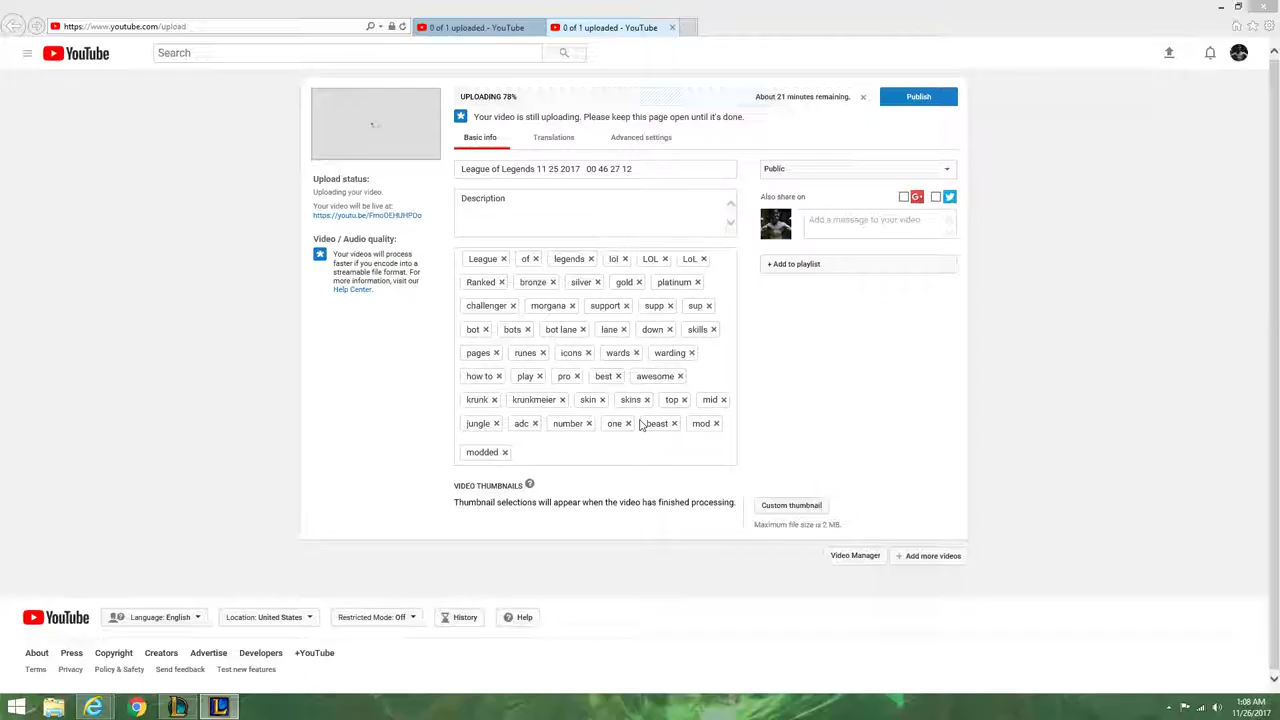 https://www.youtube.com/upload
0 of 1 uploaded - YouTube
0 of 1 uploaded - YouTube
YouTube
Search
UPLOADING 78%
About 21 minutes remaining.
Publish
Your video is still uploading. Please keep this page open until it's done.
Basic info
Translations
Advanced settings
League of Legends 11 25 2017 00 46 27 12
Public
Description
Also share on
Add a message to your video
+ Add to playlist
Upload status:
Uploading your video.
Your video will be live at:
https://youtu.be/FmoOEHUHPDo
Video / Audio quality:
Your videos will process
faster if you encode into a
streamable file format. For
more information, visit our
Help Center.
League of legends lol LOL LoL
Ranked bronze silver gold platinum
challenger morgana support supp sup
bot bots bot lane lane down skills
pages runes icons wards warding
how to play pro best awesome
krunk krunkmeier skin skins top mid
jungle adc number one beast mod
modded
VIDEO THUMBNAILS ?
Thumbnail selections will appear when the video has finished processing.
Custom thumbnail
Maximum file size is 2 MB.
Video Manager
+ Add more videos
YouTube
Language: English
Location: United States
Restricted Mode: Off
History
Help
About Press Copyright Creators Advertise Developers +YouTube
Terms Privacy Policy & Safety Send feedback Test new features
1:08 AM
11/26/2017